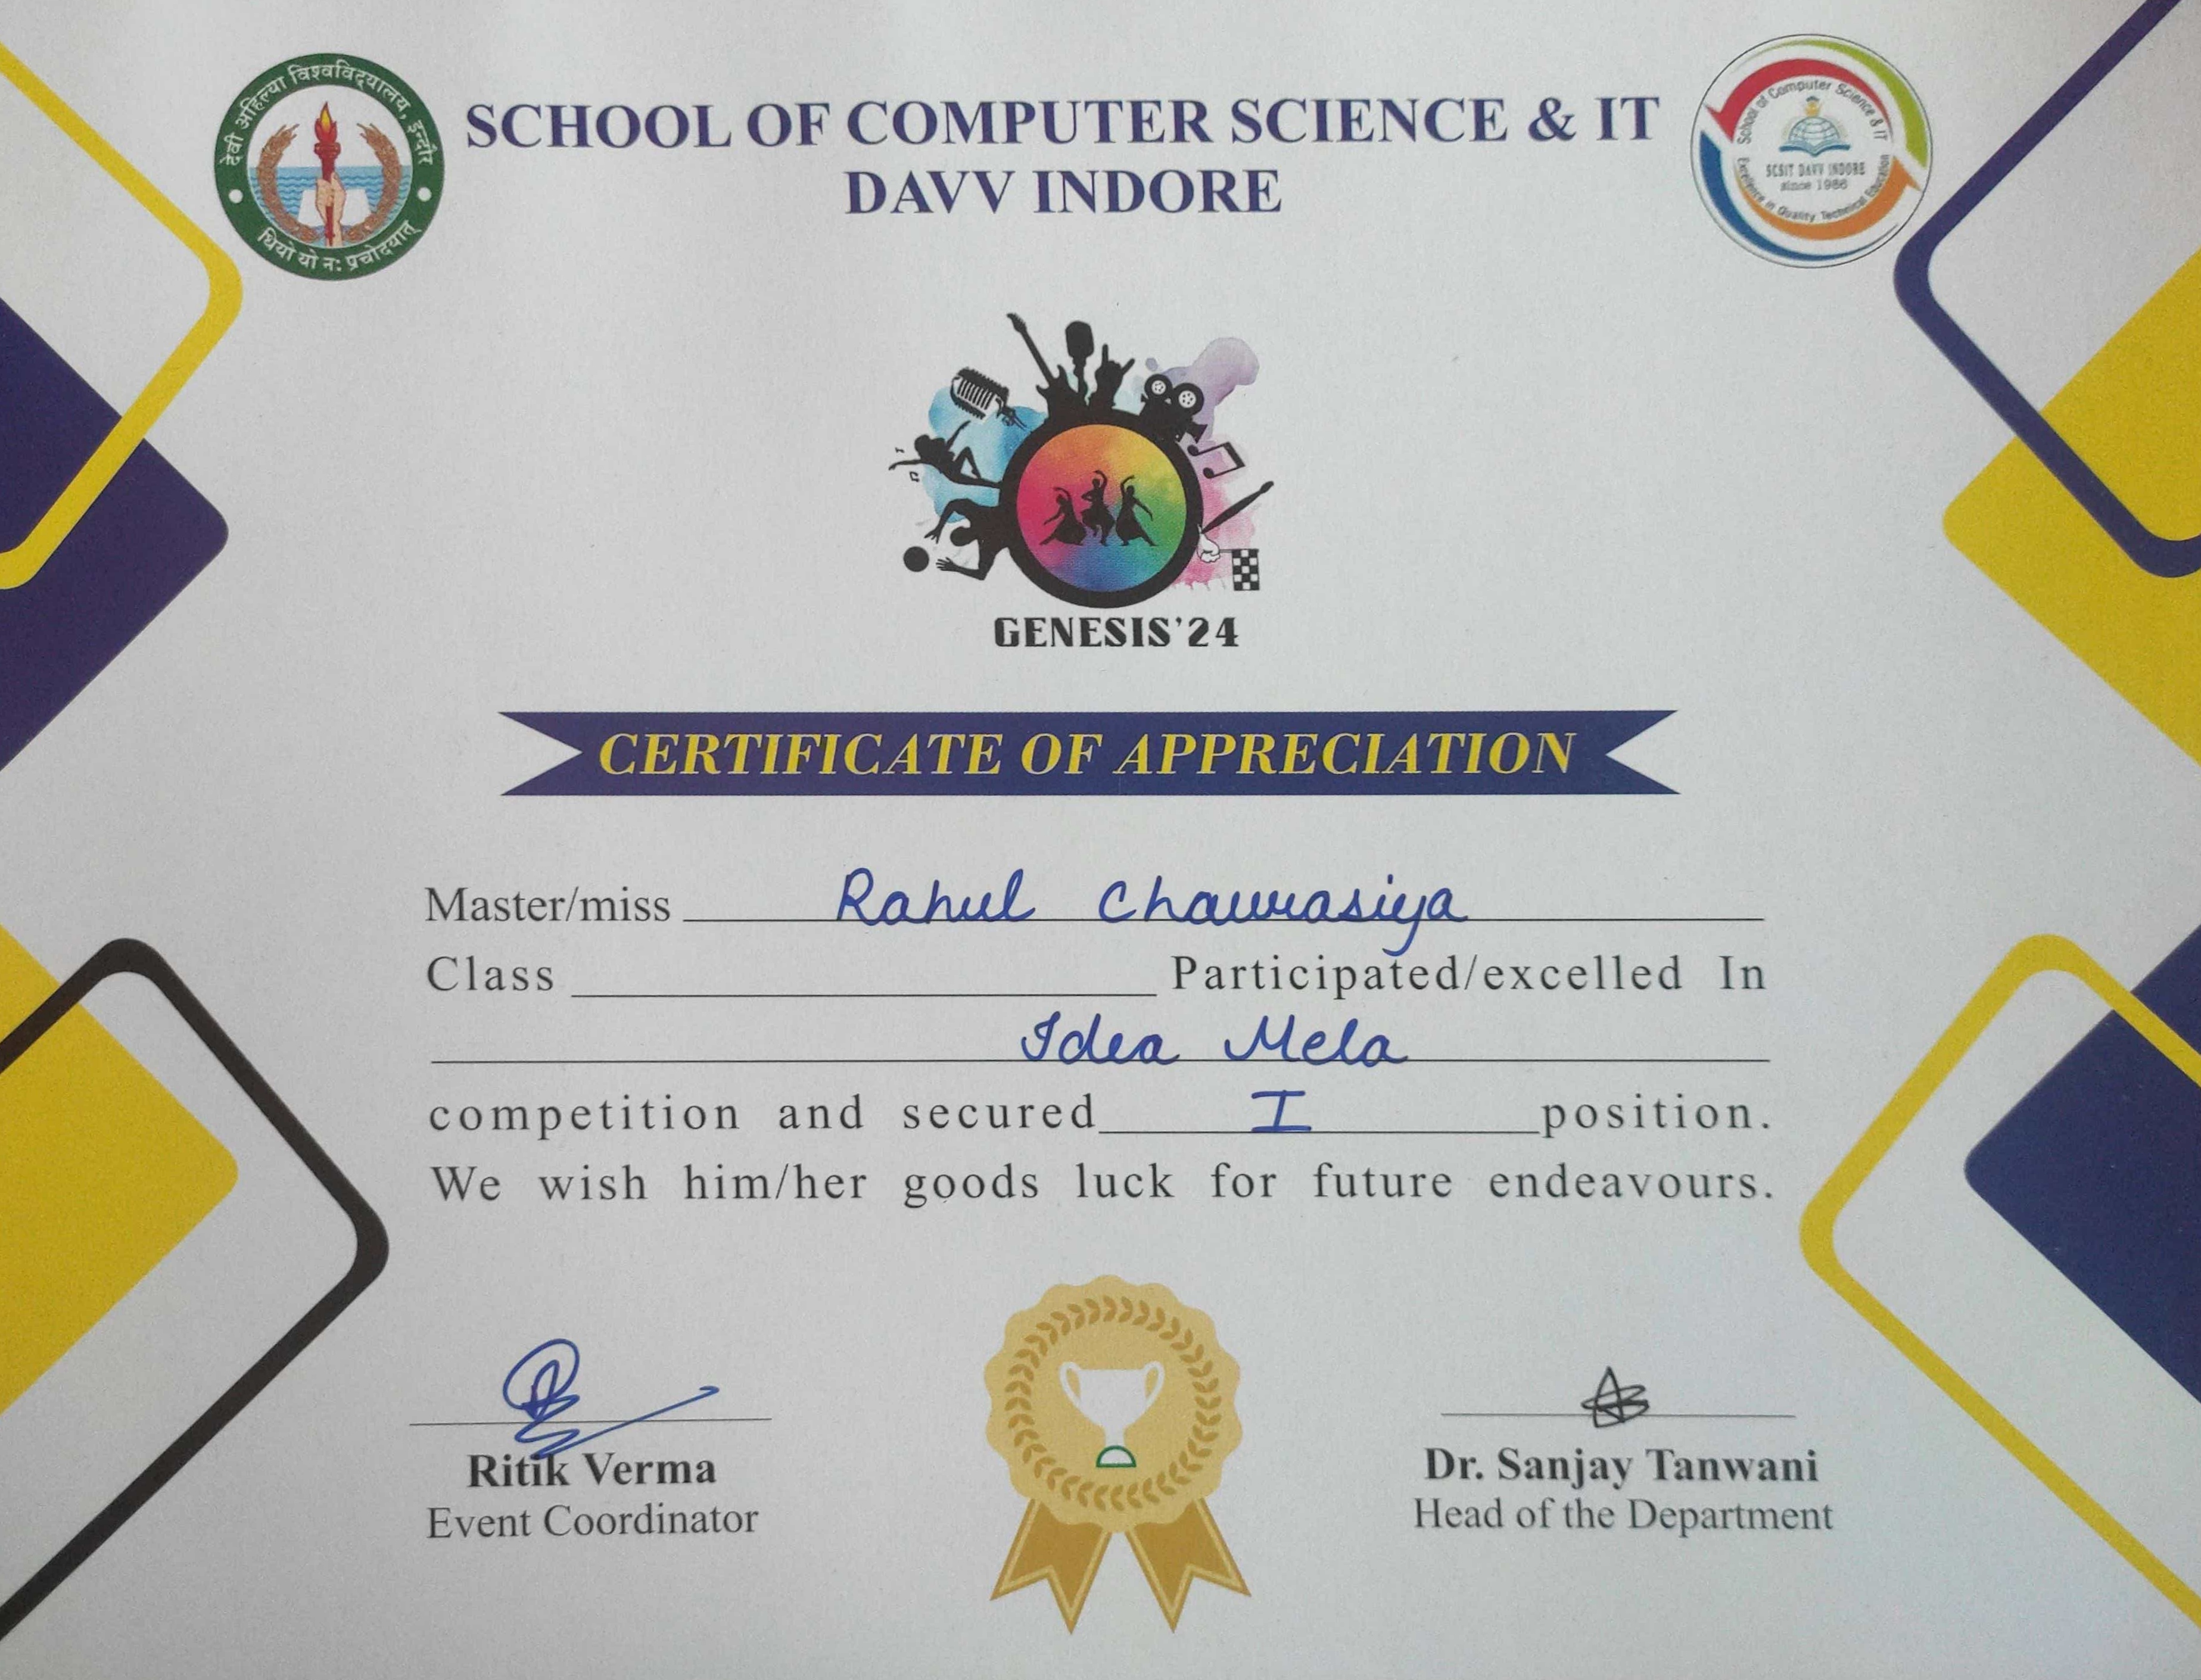 देवी अहिल्या विश्वविद्यालय, इन्दौर
धियो यो नः प्रचोदयात्
SCHOOL OF COMPUTER SCIENCE & IT
DAVV INDORE
School of Computer Science & IT
SCSIT DAVV INDORE
since 1986
Excellence in Quality Technical Education
GENESIS'24
CERTIFICATE OF APPRECIATION
Master/miss Rahul Chaurasiya
Class Participated/excelled In
Idea Mela
competition and secured I position.
We wish him/her goods luck for future endeavours.
Ritik Verma
Event Coordinator
Dr. Sanjay Tanwani
Head of the Department